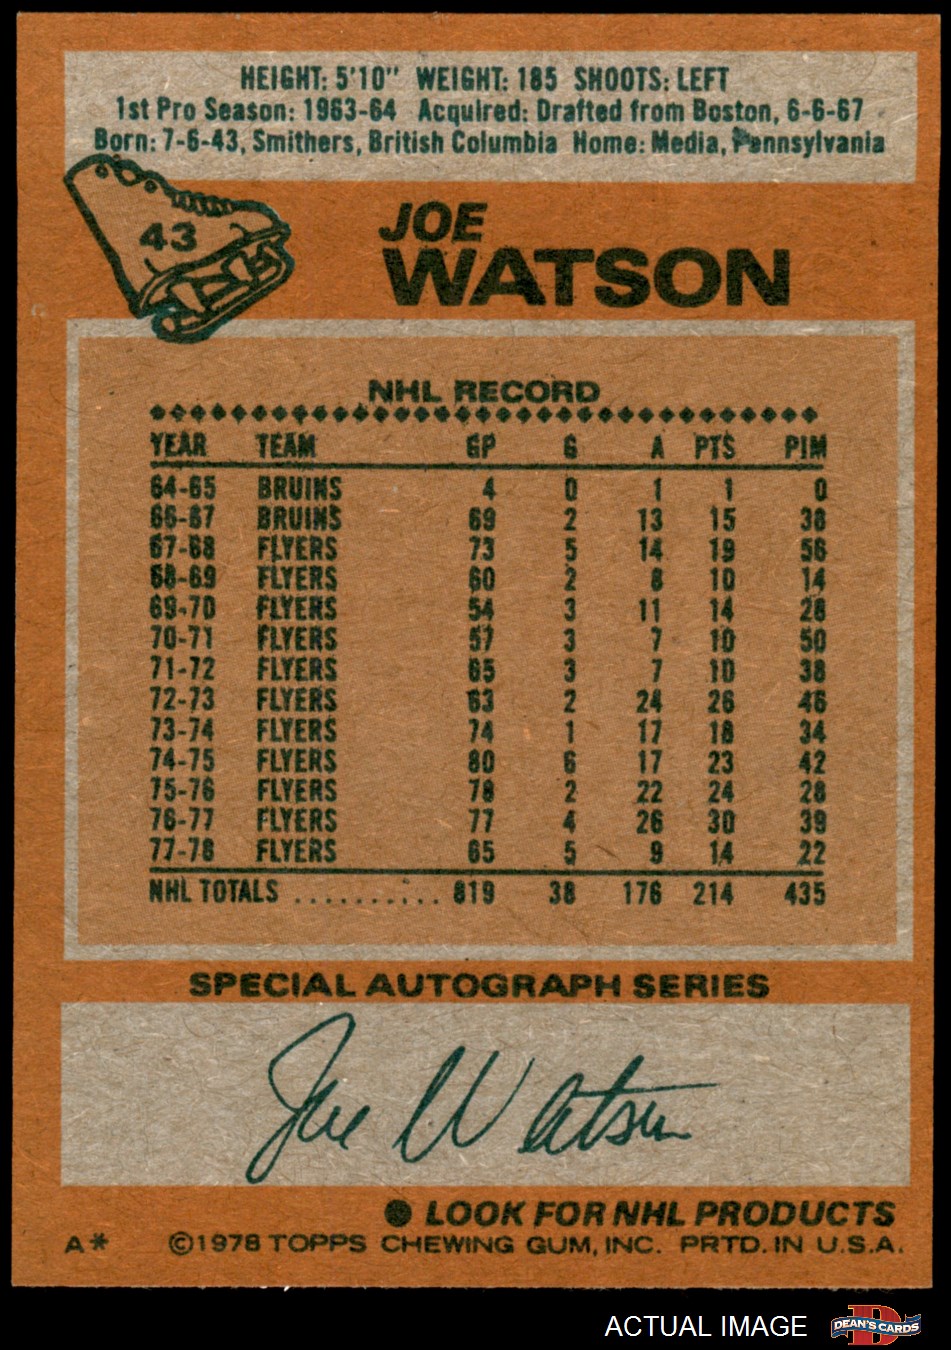 HEIGHT: 5'10" WEIGHT: 185 SHOOTS: LEFT
1st Pro Season: 1963-64 Acquired: Drafted from Boston, 6-6-67
Born: 7-6-43, Smithers, British Columbia Home: Media, Pennsylvania
43
JOE
WATSON
NHL RECORD
YEAR TEAM GP G A PTS PIM
64-65 BRUINS 4 0 1 1 0
66-67 BRUINS 69 2 13 15 38
67-68 FLYERS 73 5 14 19 56
68-69 FLYERS 60 2 8 10 14
69-70 FLYERS 54 3 11 14 28
70-71 FLYERS 57 3 7 10 50
71-72 FLYERS 65 3 7 10 38
72-73 FLYERS 63 2 24 26 46
73-74 FLYERS 74 1 17 18 34
74-75 FLYERS 80 6 17 23 42
75-76 FLYERS 78 2 22 24 28
76-77 FLYERS 77 4 26 30 39
77-78 FLYERS 65 5 9 14 22
NHL TOTALS .......... 819 38 176 214 435
SPECIAL AUTOGRAPH SERIES
Joe Watson
● LOOK FOR NHL PRODUCTS
A* ©1978 TOPPS CHEWING GUM, INC. PRTD. IN U.S.A.
ACTUAL IMAGE D DEAN'S CARDS